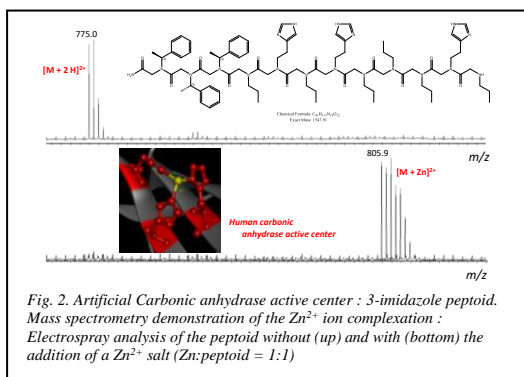 775.0
[M + 2 H]²⁺
Exact Mass: 1547.91
m/z
805.9
[M + Zn]²⁺
Human carbonic
anhydrase active center
m/z
Fig. 2. Artificial Carbonic anhydrase active center : 3-imidazole peptoid.
Mass spectrometry demonstration of the Zn²⁺ ion complexation :
Electrospray analysis of the peptoid without (up) and with (bottom) the
addition of a Zn²⁺ salt (Zn:peptoid = 1:1)